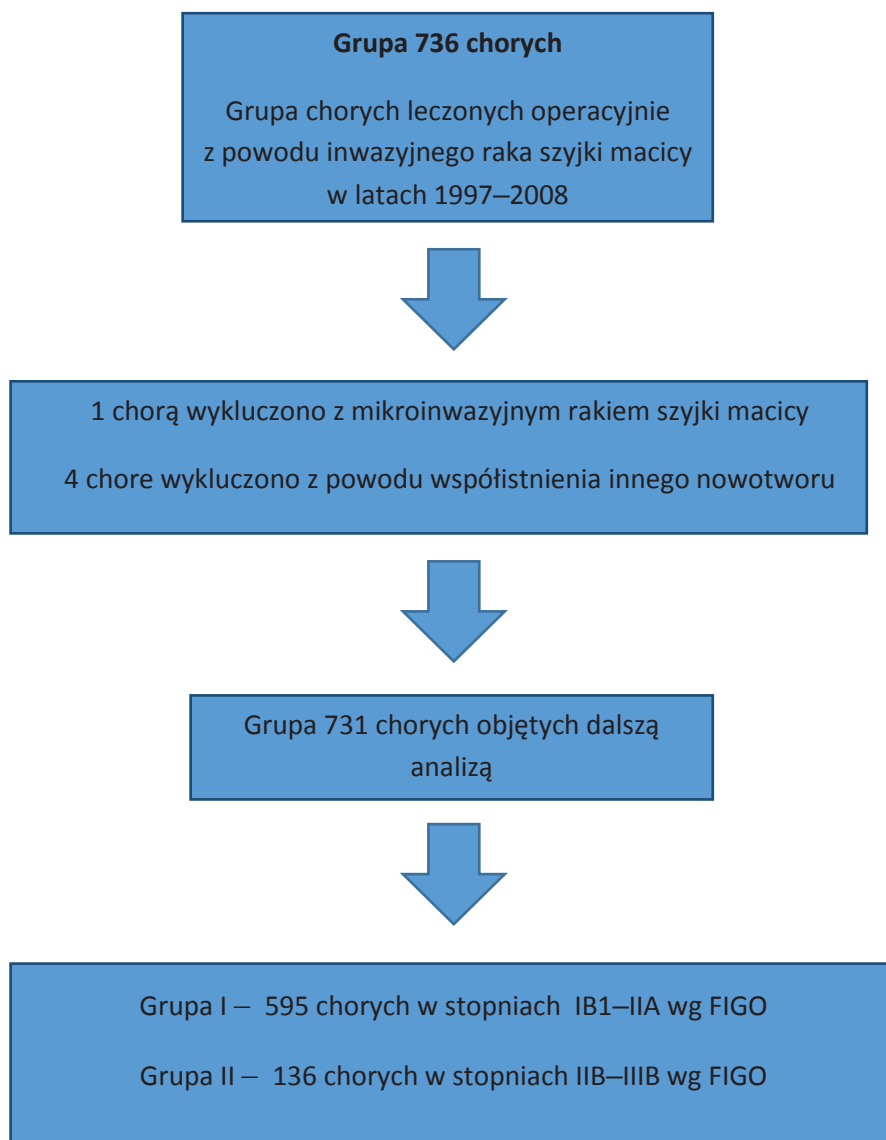 Grupa 736 chorych
Grupa chorych leczonych operacyjnie
z powodu inwazyjnego raka szyjki macicy
w latach 1997–2008
1 chorą wykluczono z mikroinwazyjnym rakiem szyjki macicy
4 chore wykluczono z powodu współistnienia innego nowotworu
Grupa 731 chorych objętych dalszą
analizą
Grupa I – 595 chorych w stopniach IB1–IIA wg FIGO
Grupa II – 136 chorych w stopniach IIB–IIIB wg FIGO